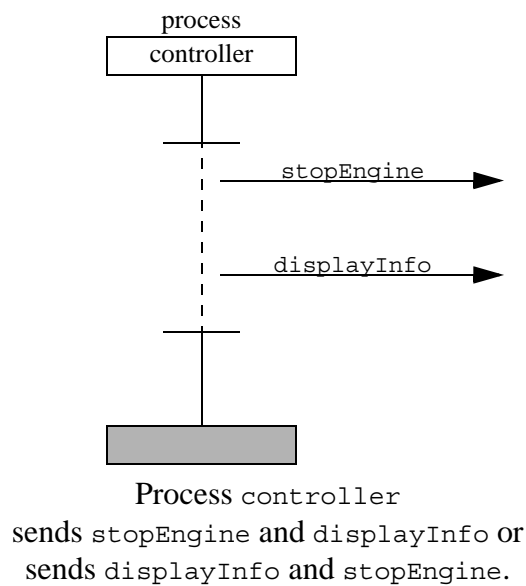 process
controller
stopEngine
displayInfo
Process controller
sends stopEngine and displayInfo or
sends displayInfo and stopEngine.